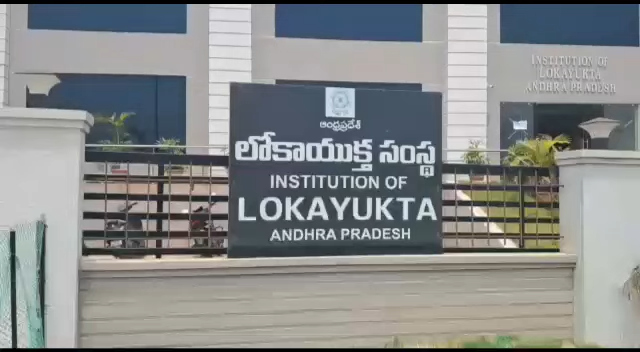 INSTITUTION OF
LOKAYUKTA
ANDHRA PRADESH
ఆంధ్రప్రదేశ్
లోకాయుక్త సంస్థ
INSTITUTION OF
LOKAYUKTA
ANDHRA PRADESH